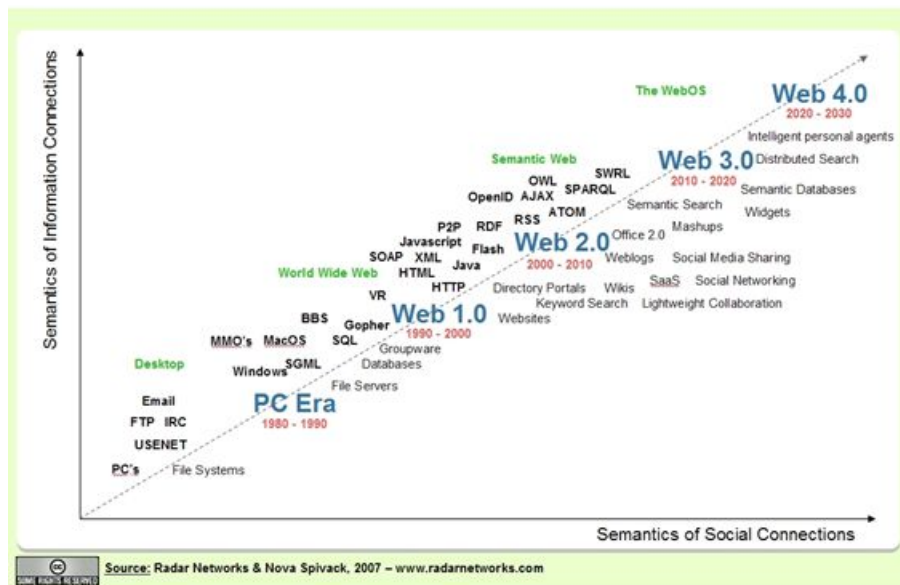 Semantics of Information Connections
The WebOS
Web 4.0
2020 - 2030
Intelligent personal agents
Semantic Web
Web 3.0
Distributed Search
2010 - 2020
SWRL
OWL
SPARQL
OpenID
AJAX
Semantic Databases
Semantic Search
Widgets
ATOM
RSS
P2P
RDF
Mashups
Office 2.0
Javascript
Flash
Web 2.0
2000 - 2010
SOAP
XML
Weblogs
Social Media Sharing
Java
World Wide Web
HTML
SaaS
Social Networking
HTTP
Directory Portals
Wikis
VR
Keyword Search
Lightweight Collaboration
BBS
Gopher
Web 1.0
1990 - 2000
Websites
MMO's
MacOS
SQL
Groupware
Desktop
Windows
SGML
Databases
File Servers
Email
PC Era
1980 - 1990
FTP
IRC
USENET
PC's
File Systems
Semantics of Social Connections
cc
SOME RIGHTS RESERVED
Source: Radar Networks & Nova Spivack, 2007 – www.radarnetworks.com